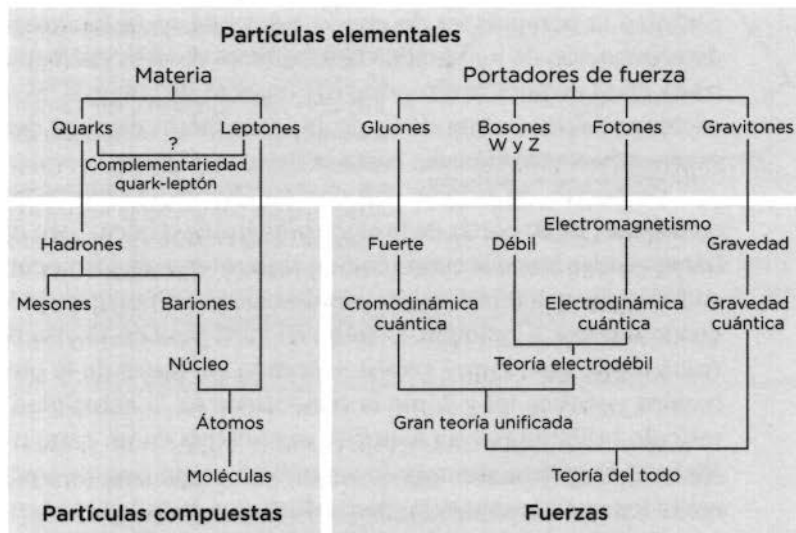 Partículas elementales
Materia
Portadores de fuerza
Quarks
Leptones
Gluones
Bosones
W y Z
Fotones
Gravitones
?
Complementariedad
quark-leptón
Hadrones
Mesones
Bariones
Núcleo
Átomos
Moléculas
Partículas compuestas
Electromagnetismo
Fuerte
Débil
Gravedad
Cromodinámica
cuántica
Electrodinámica
cuántica
Gravedad
cuántica
Teoría electrodébil
Gran teoría unificada
Teoría del todo
Fuerzas